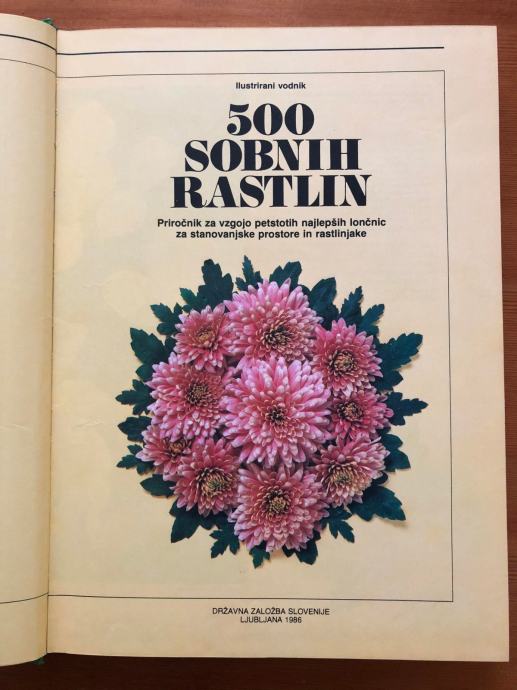 Ilustrirani vodnik
500
SOBNIH
RASTLIN
Priročnik za vzgojo petstotih najlepših lončnic
za stanovanjske prostore in rastlinjake
DRŽAVNA ZALOŽBA SLOVENIJE
LJUBLJANA 1986